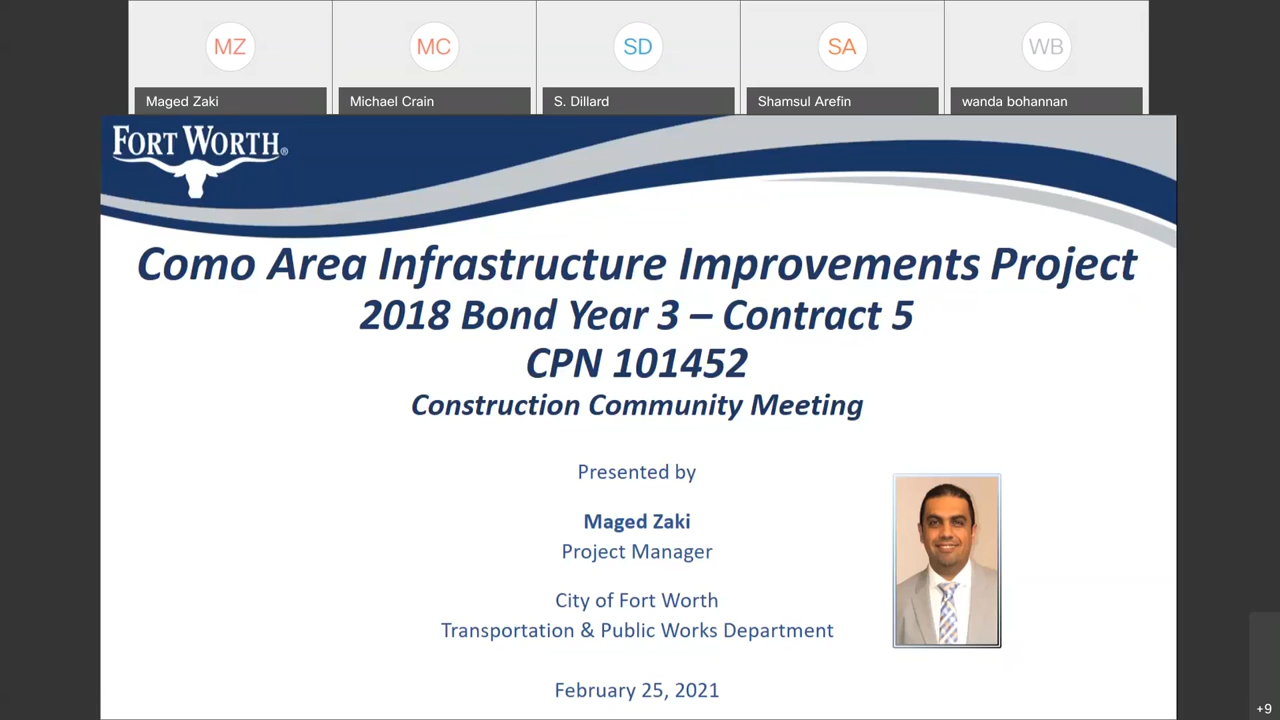 MZ
MC
SD
SA
WB
Maged Zaki
Michael Crain
S. Dillard
Shamsul Arefin
wanda bohannan
FORT WORTH®
Como Area Infrastructure Improvements Project
2018 Bond Year 3 – Contract 5
CPN 101452
Construction Community Meeting
Presented by
Maged Zaki
Project Manager
City of Fort Worth
Transportation & Public Works Department
February 25, 2021
+9